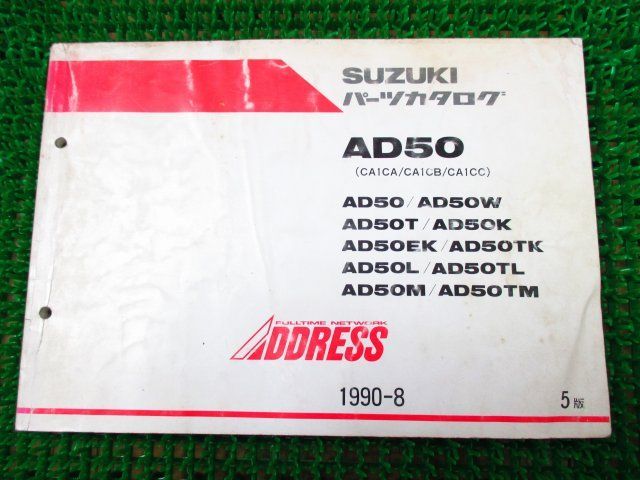 SUZUKI
パーツカタログ
AD50
(CA1CA/CA1CB/CA1CC)
AD50/AD50W
AD50T/AD50K
AD50EK/AD50TK
AD50L/AD50TL
AD50M/AD50TM
FULLTIME NETWORK
ADDRESS
1990-8
5版